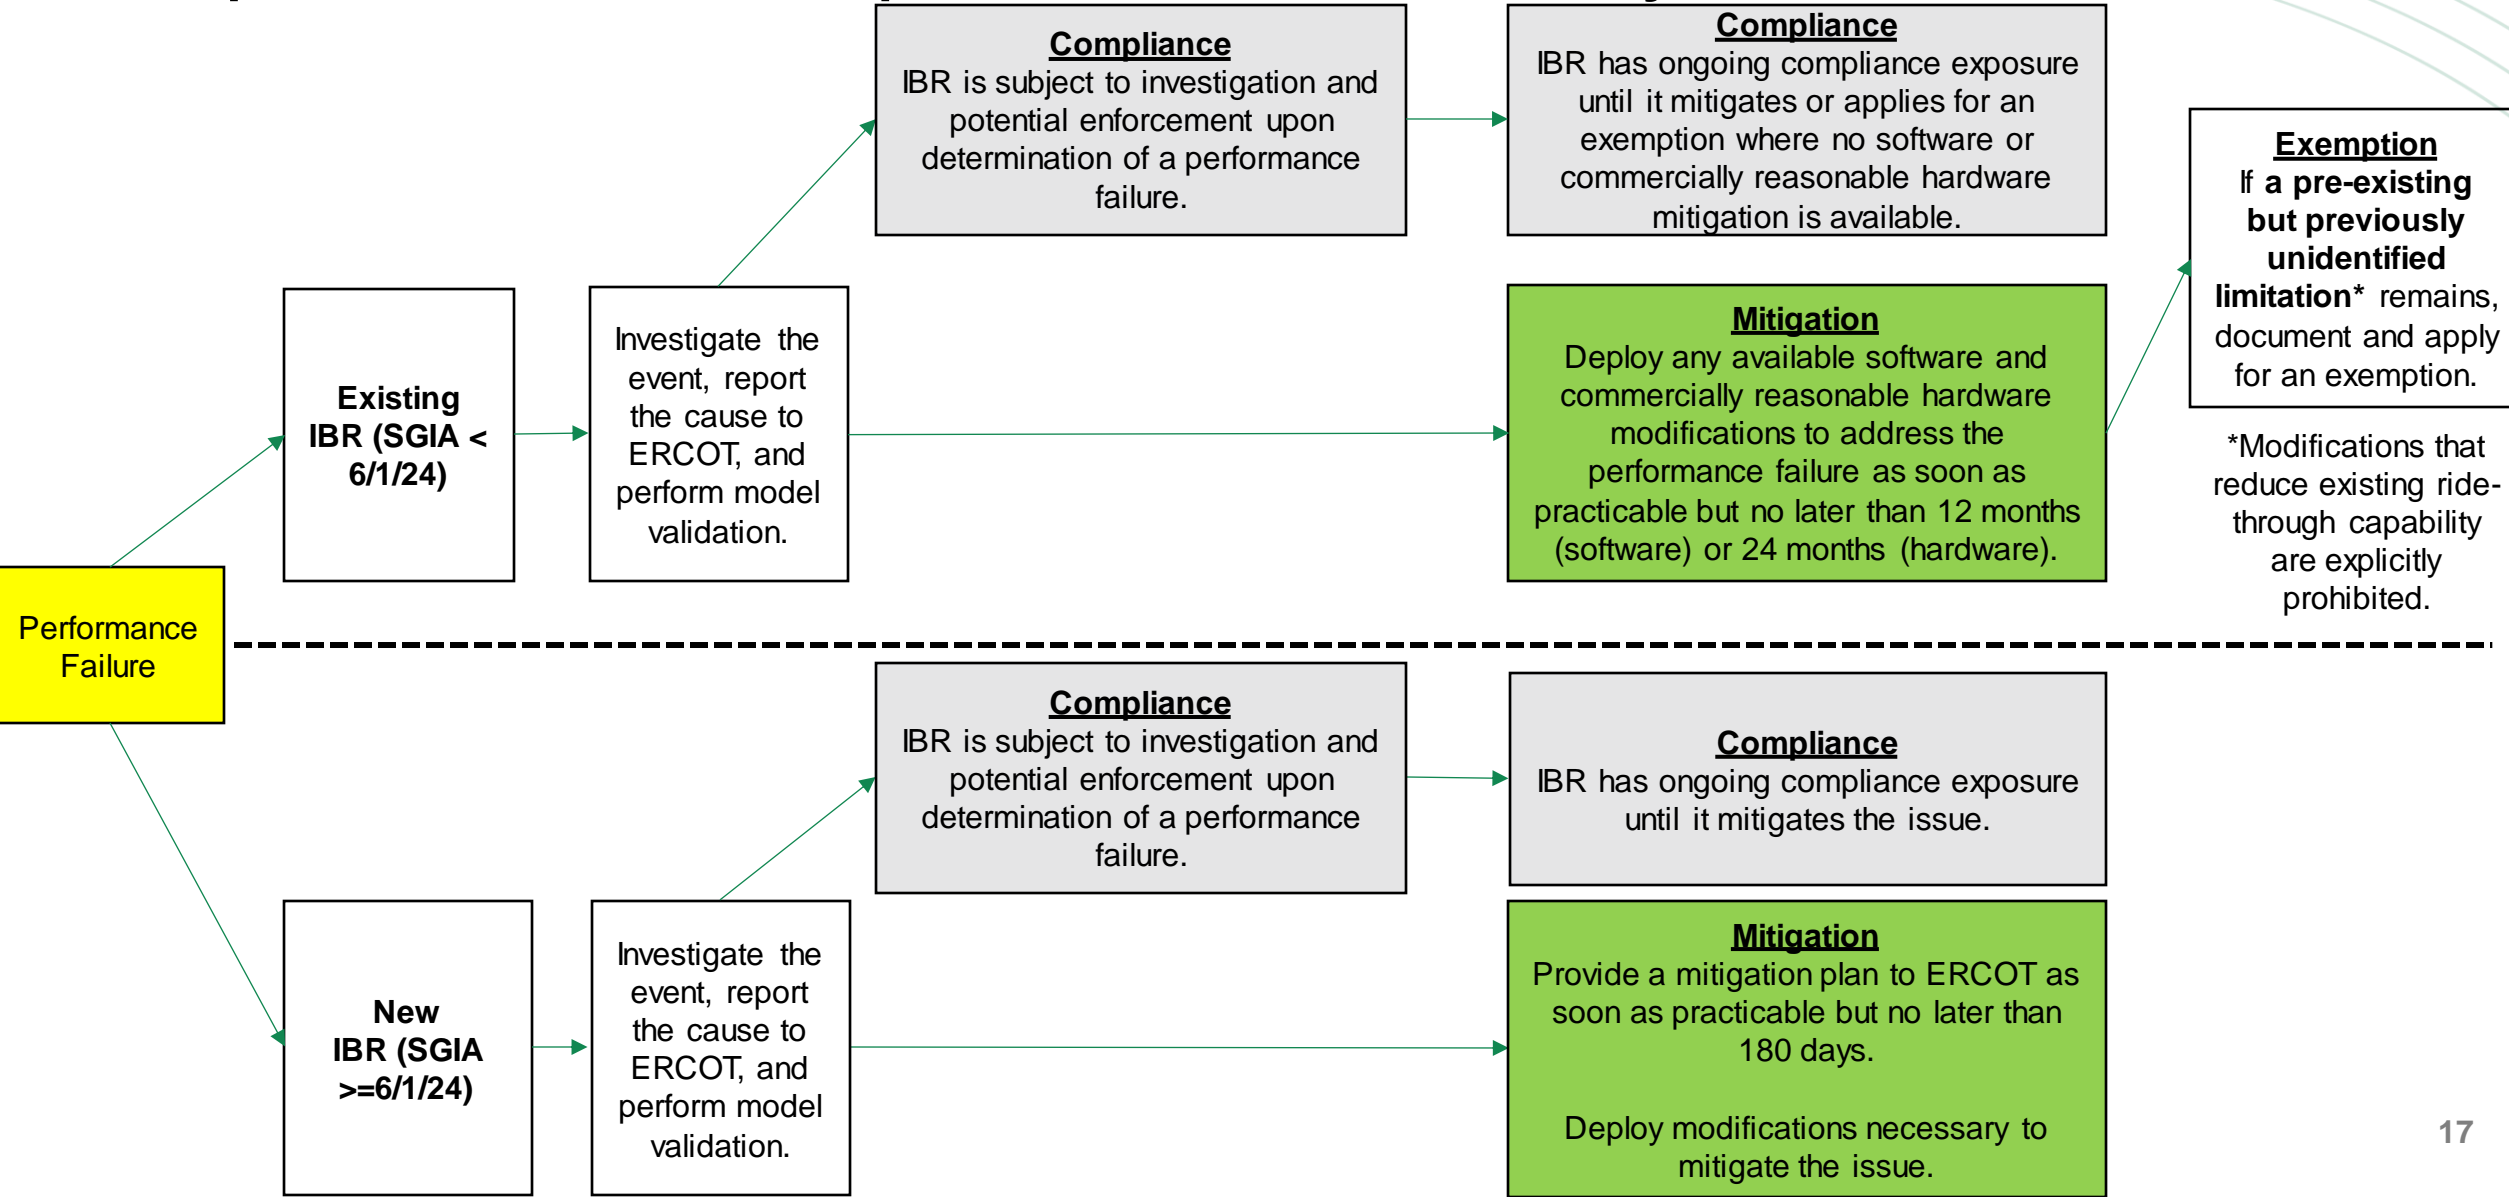 Compliance
IBR is subject to investigation and
potential enforcement upon
determination of a performance
failure.
Compliance
IBR has ongoing compliance exposure
until it mitigates or applies for an
exemption where no software or
commercially reasonable hardware
mitigation is available.
Exemption
If a pre-existing
but previously
unidentified
limitation* remains,
document and apply
for an exemption.
*Modifications that
reduce existing ride-
through capability
are explicitly
prohibited.
Existing
IBR (SGIA <
6/1/24)
Investigate the
event, report
the cause to
ERCOT, and
perform model
validation.
Mitigation
Deploy any available software and
commercially reasonable hardware
modifications to address the
performance failure as soon as
practicable but no later than 12 months
(software) or 24 months (hardware).
Performance
Failure
Compliance
IBR is subject to investigation and
potential enforcement upon
determination of a performance
failure.
Compliance
IBR has ongoing compliance exposure
until it mitigates the issue.
New
IBR (SGIA
>=6/1/24)
Investigate the
event, report
the cause to
ERCOT, and
perform model
validation.
Mitigation
Provide a mitigation plan to ERCOT as
soon as practicable but no later than
180 days.
Deploy modifications necessary to
mitigate the issue.
17